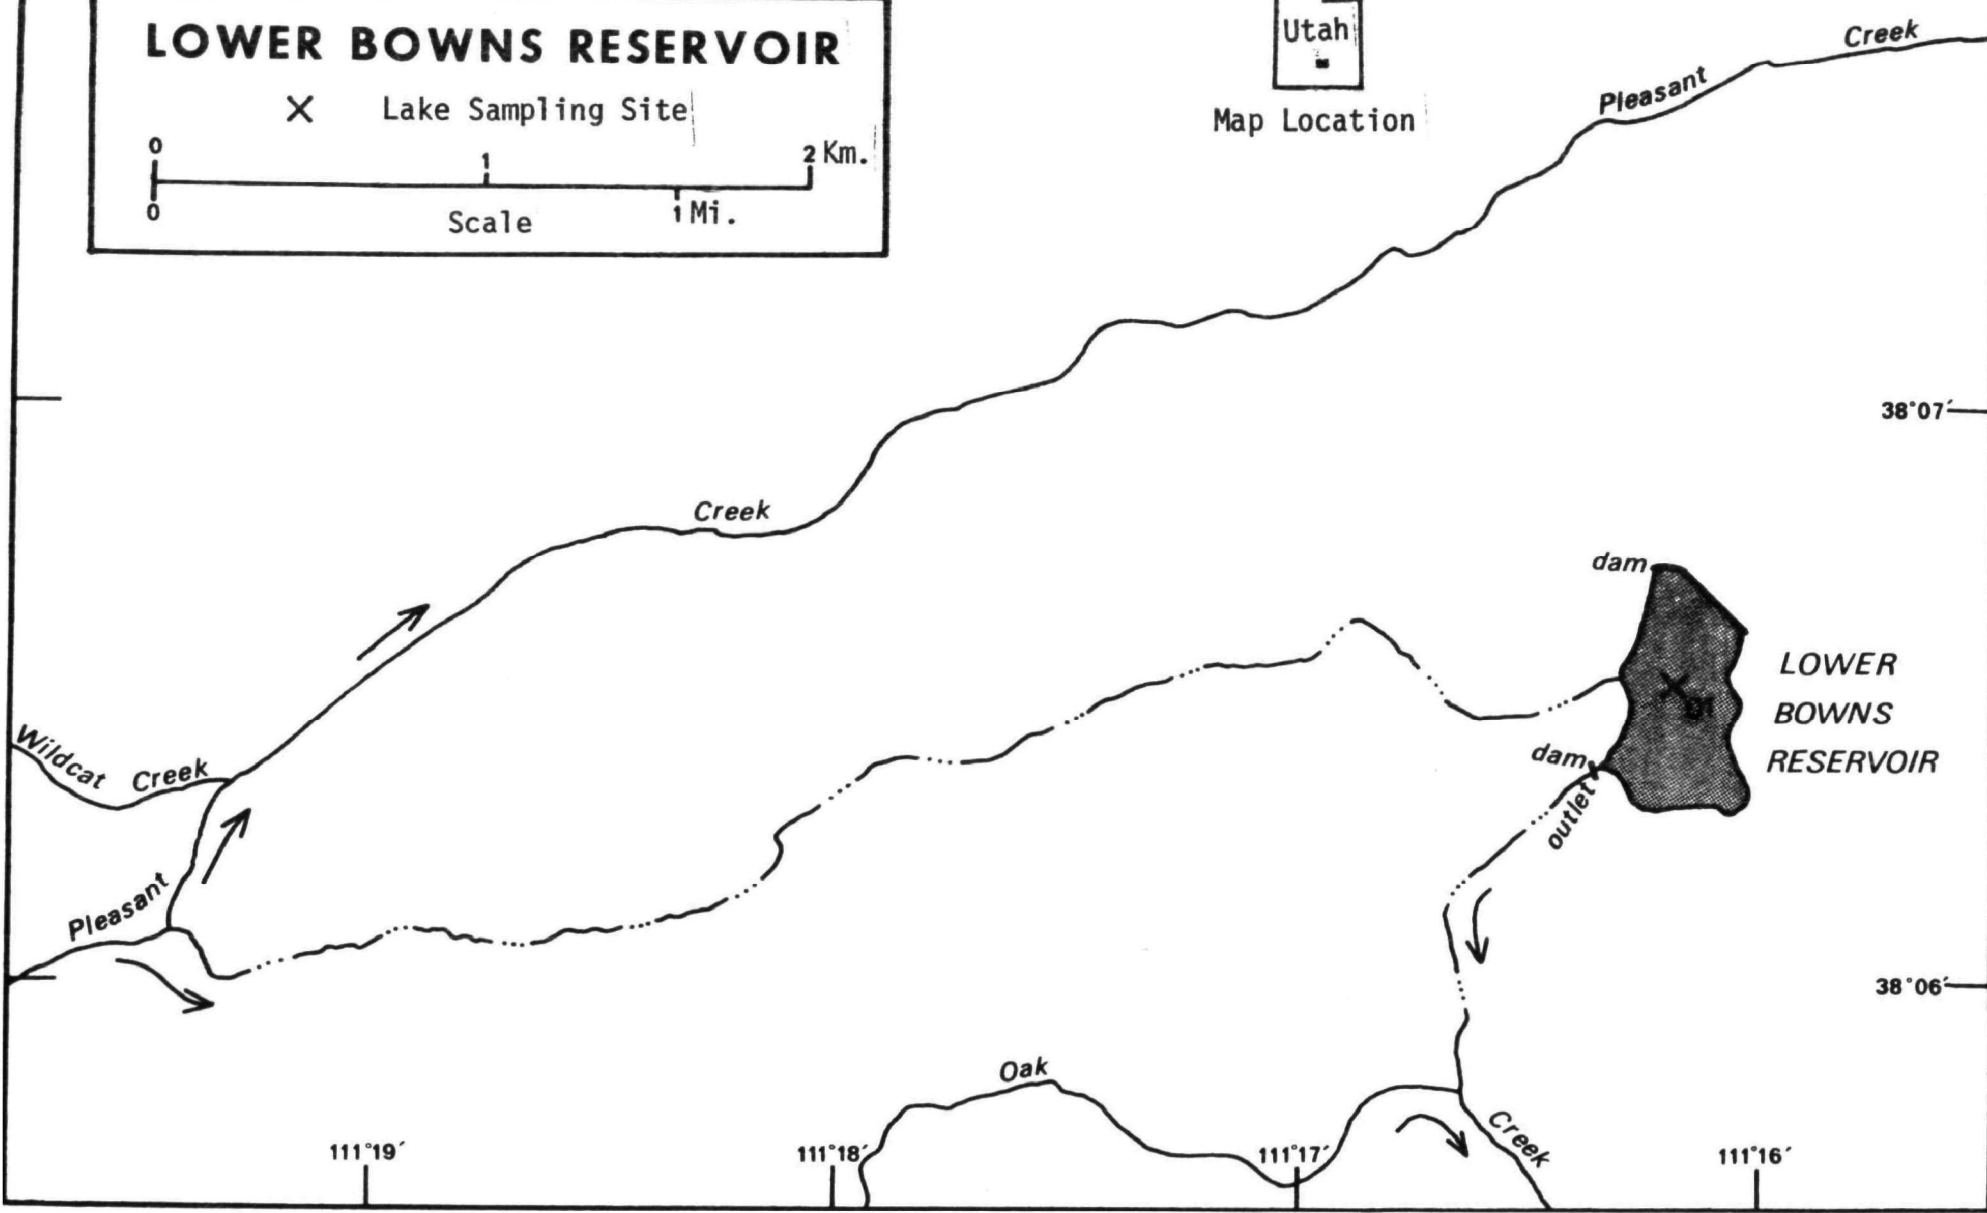 LOWER BOWNS RESERVOIR
X Lake Sampling Site
0 1 2 Km.
0 1 Mi.
Scale
Utah
Map Location
Pleasant Creek
38°07′
Creek
dam
LOWER
BOWNS
RESERVOIR
01
dam
outlet
Wildcat Creek
Pleasant
38°06′
Oak
Creek
111°19′ 111°18′ 111°17′ 111°16′